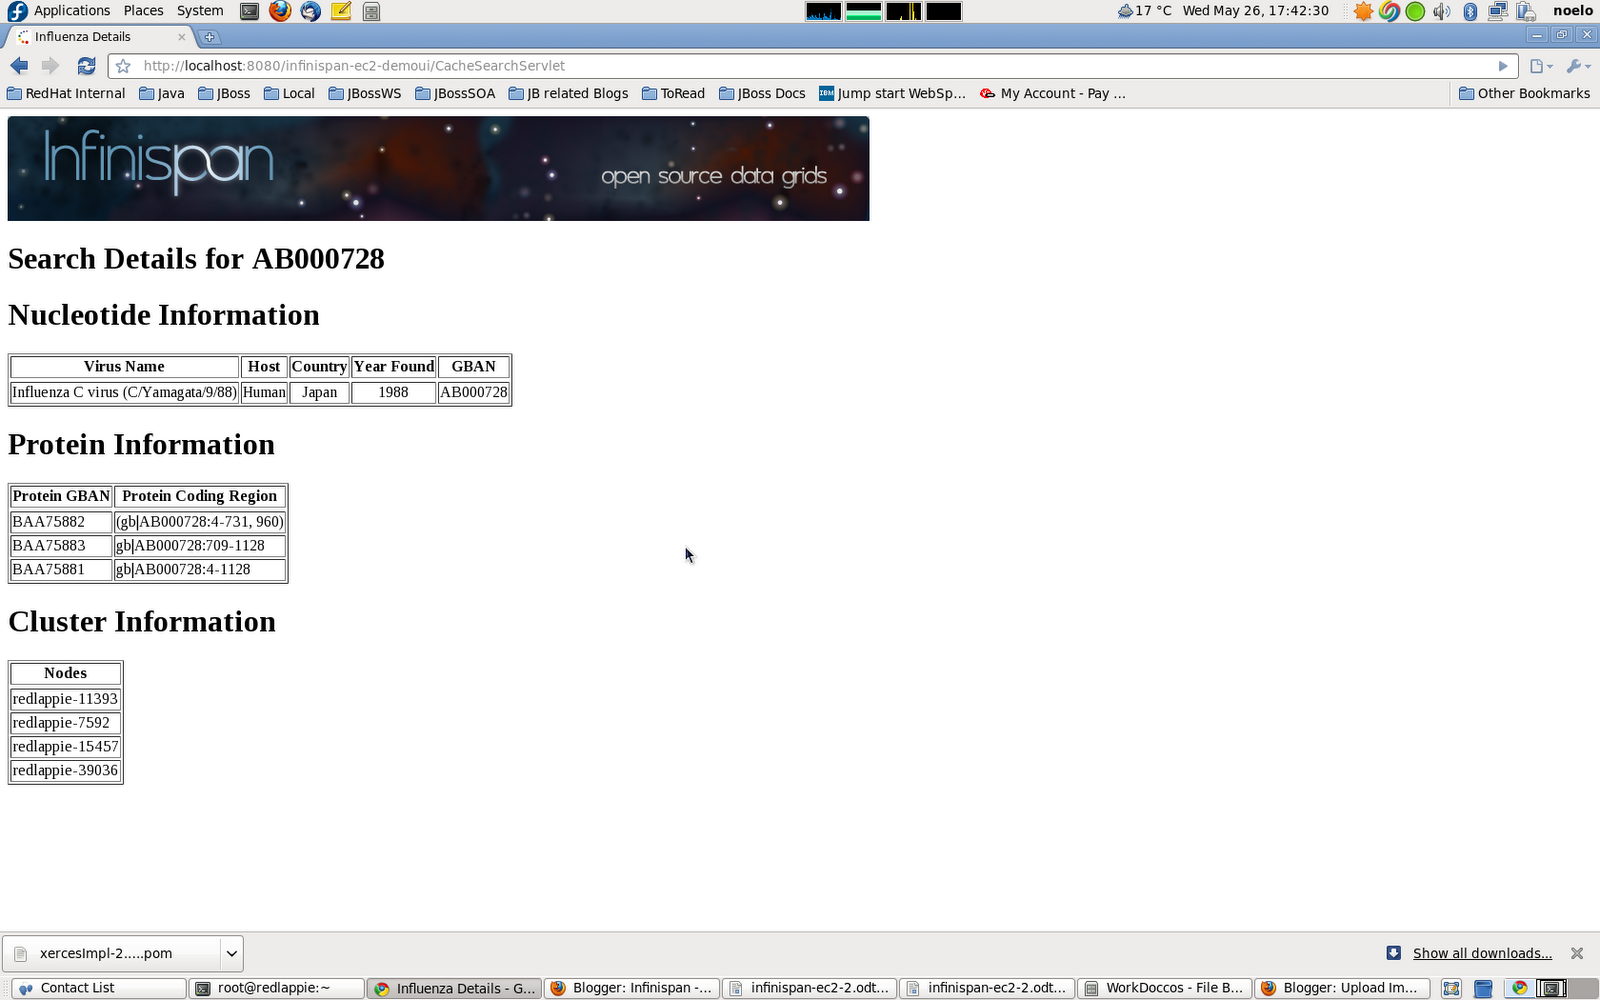 Applications Places System 17 °C Wed May 26, 17:42:30 noelo
Influenza Details
http://localhost:8080/infinispan-ec2-demoui/CacheSearchServlet
RedHat Internal Java JBoss Local JBossWS JBossSOA JB related Blogs ToRead JBoss Docs IBM Jump start WebSp... My Account - Pay ... Other Bookmarks
Infinispan
open source data grids
Search Details for AB000728
Nucleotide Information
Virus Name Host Country Year Found GBAN
Influenza C virus (C/Yamagata/9/88) Human Japan 1988 AB000728
Protein Information
Protein GBAN Protein Coding Region
BAA75882 (gb|AB000728:4-731, 960)
BAA75883 gb|AB000728:709-1128
BAA75881 gb|AB000728:4-1128
Cluster Information
Nodes
redlappie-11393
redlappie-7592
redlappie-15457
redlappie-39036
xercesImpl-2.....pom Show all downloads...
Contact List root@redlappie:~ Influenza Details - G... Blogger: Infinispan -... infinispan-ec2-2.odt... infinispan-ec2-2.odt... WorkDoccos - File B... Blogger: Upload Im...